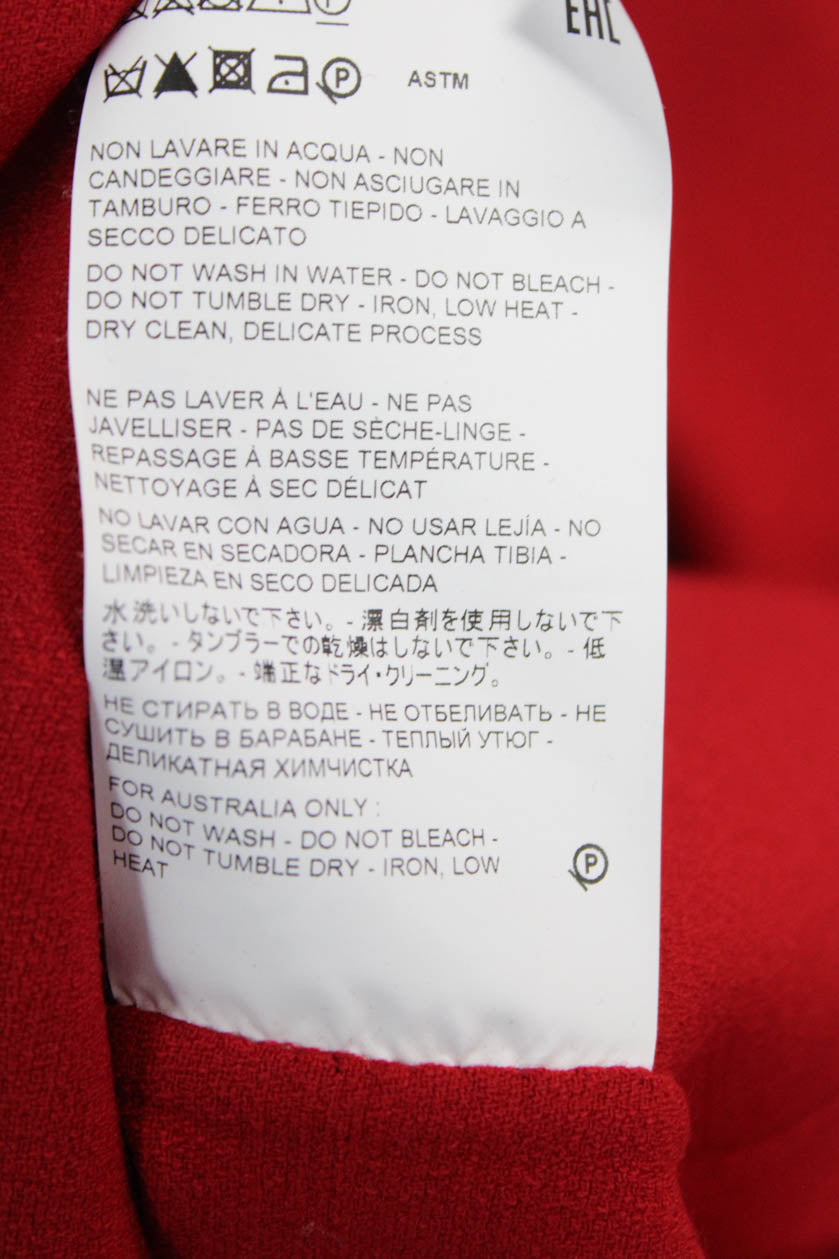 EAC
P
ASTM
NON LAVARE IN ACQUA - NON
CANDEGGIARE - NON ASCIUGARE IN
TAMBURO - FERRO TIEPIDO - LAVAGGIO A
SECCO DELICATO
DO NOT WASH IN WATER - DO NOT BLEACH -
DO NOT TUMBLE DRY - IRON, LOW HEAT -
DRY CLEAN, DELICATE PROCESS
NE PAS LAVER À L'EAU - NE PAS
JAVELLISER - PAS DE SÈCHE-LINGE -
REPASSAGE À BASSE TEMPÉRATURE -
NETTOYAGE À SEC DÉLICAT
NO LAVAR CON AGUA - NO USAR LEJÍA - NO
SECAR EN SECADORA - PLANCHA TIBIA -
LIMPIEZA EN SECO DELICADA
水洗いしないで下さい。- 漂白剤を使用しないで下
さい。- タンブラーでの乾燥はしないで下さい。- 低
温アイロン。- 端正なドライ・クリーニング。
НЕ СТИРАТЬ В ВОДЕ - НЕ ОТБЕЛИВАТЬ - НЕ
СУШИТЬ В БАРАБАНЕ - ТЕПЛЫЙ УТЮГ -
ДЕЛИКАТНАЯ ХИМЧИСТКА
FOR AUSTRALIA ONLY :
DO NOT WASH - DO NOT BLEACH -
DO NOT TUMBLE DRY - IRON, LOW
HEAT
P